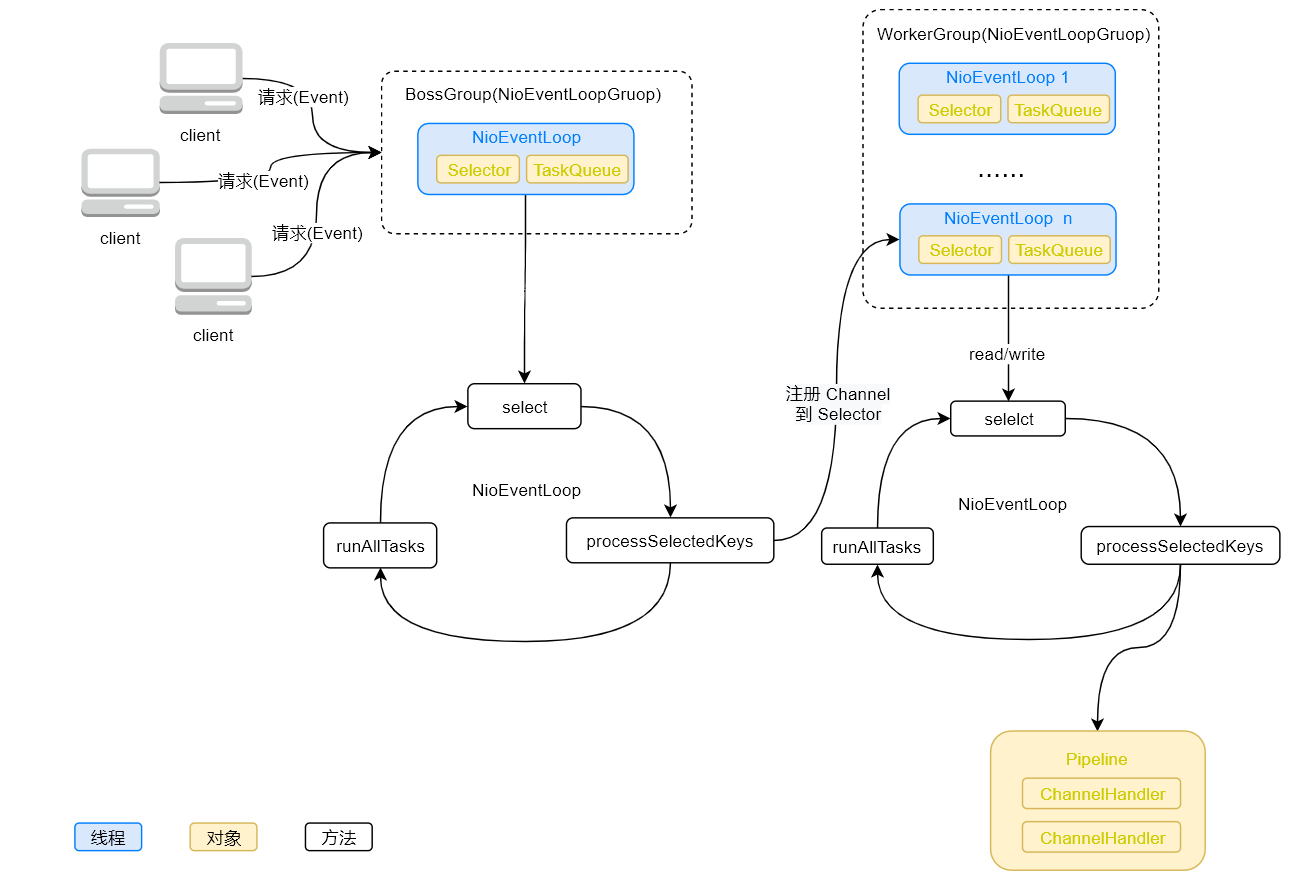 请求(Event)
client
请求(Event)
client
请求(Event)
client
BossGroup(NioEventLoopGruop)
NioEventLoop
Selector
TaskQueue
WorkerGroup(NioEventLoopGruop)
NioEventLoop 1
Selector
TaskQueue
......
NioEventLoop n
Selector
TaskQueue
select
NioEventLoop
runAllTasks
processSelectedKeys
注册 Channel
到 Selector
read/write
selelct
NioEventLoop
runAllTasks
processSelectedKeys
Pipeline
ChannelHandler
ChannelHandler
线程
对象
方法